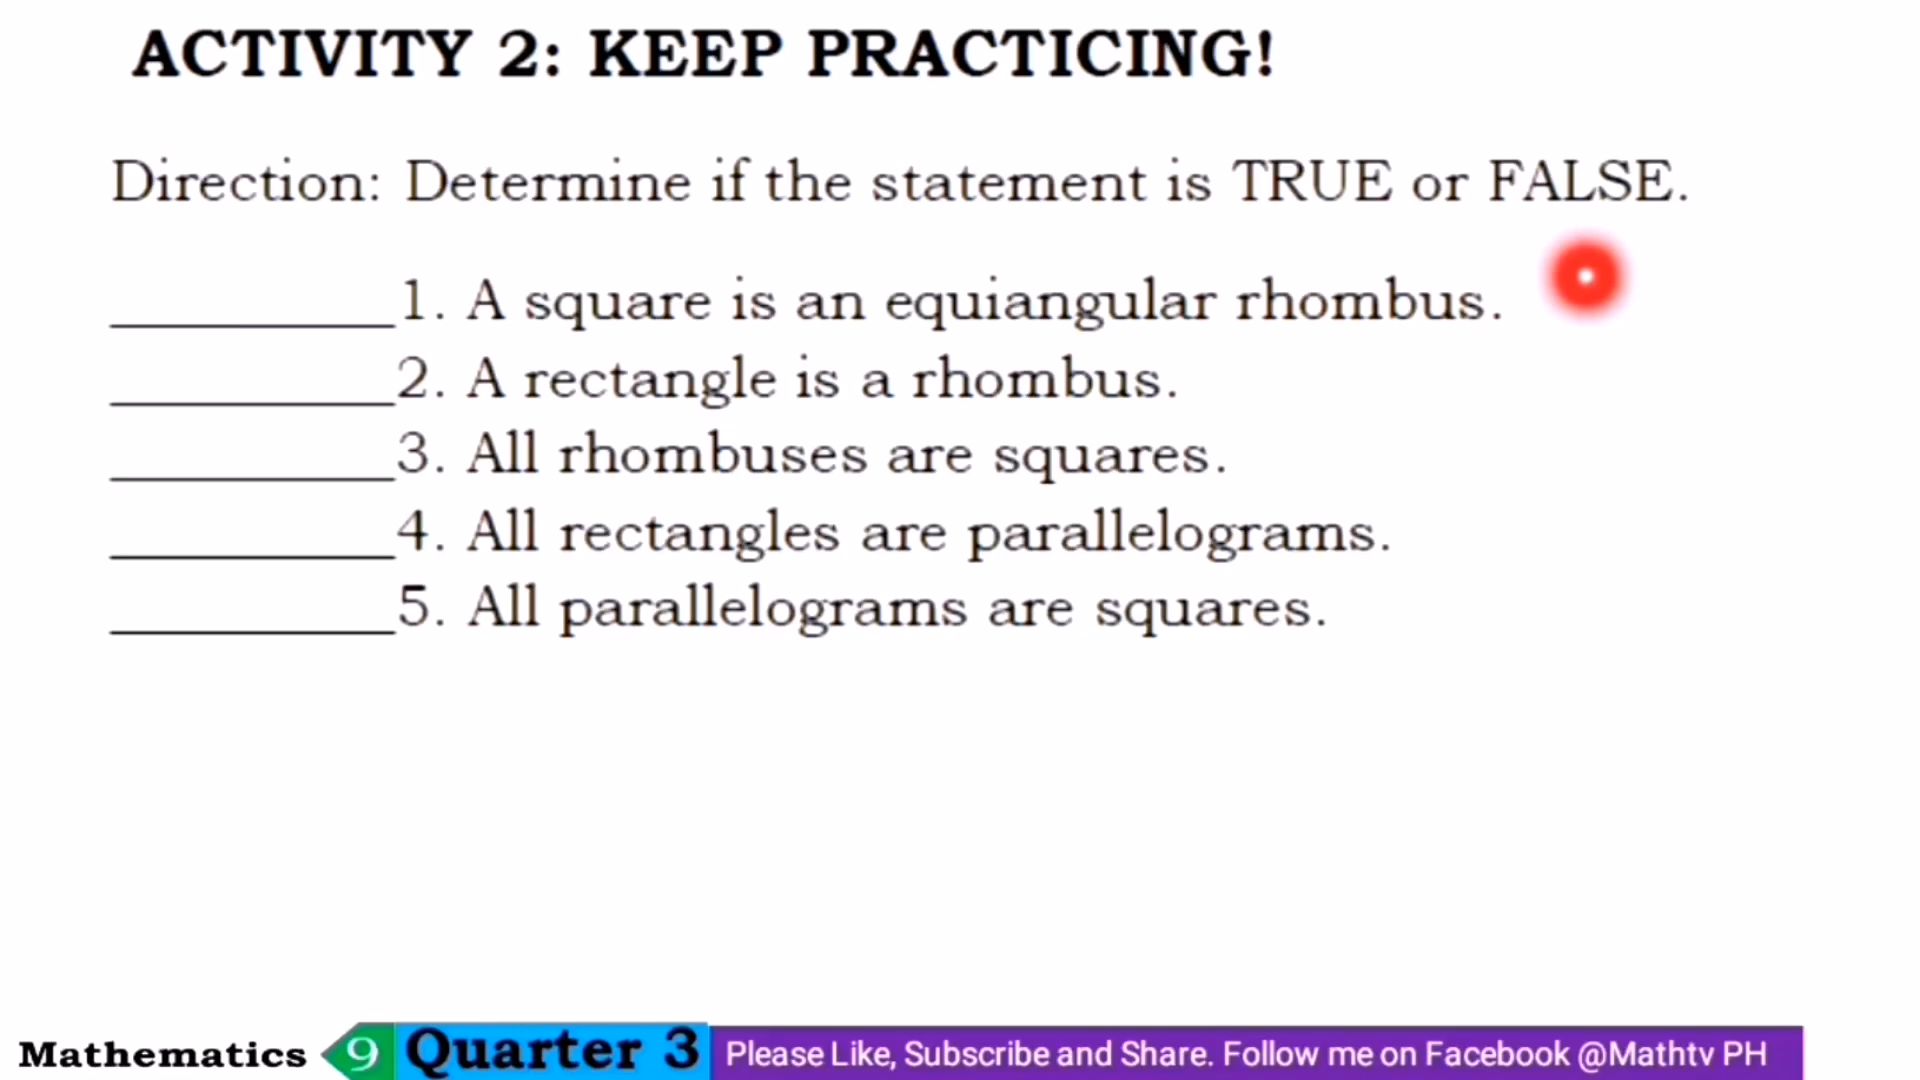 ACTIVITY 2: KEEP PRACTICING!
Direction: Determine if the statement is TRUE or FALSE.
__________1. A square is an equiangular rhombus.
__________2. A rectangle is a rhombus.
__________3. All rhombuses are squares.
__________4. All rectangles are parallelograms.
__________5. All parallelograms are squares.
Mathematics 9 Quarter 3 Please Like, Subscribe and Share. Follow me on Facebook @Mathtv PH